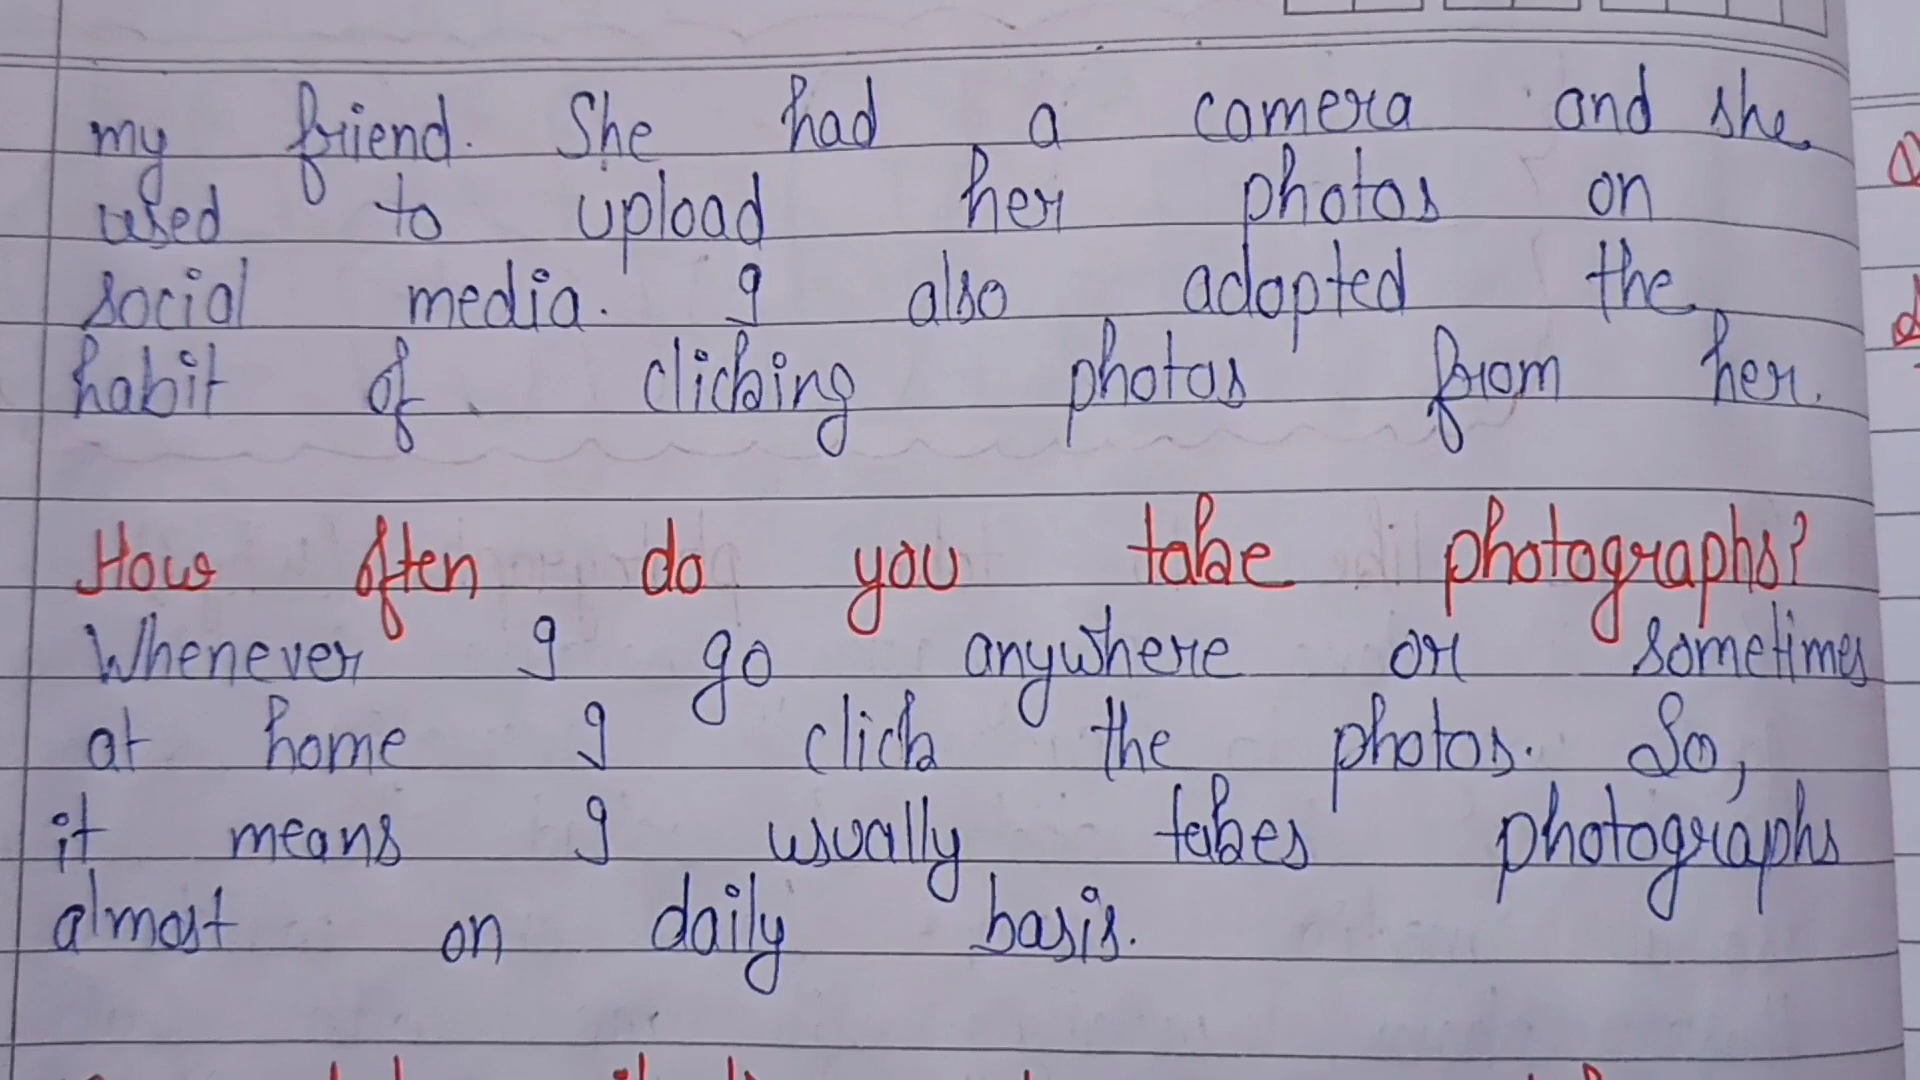 my friend. She had a camera and she
used to upload her photos on
social media. I also adopted the
habit of clicking photos from her.
How often do you take photographs?
Whenever I go anywhere or sometimes
at home I click the photos. So,
it means I usually takes photographs
almost on daily basis.